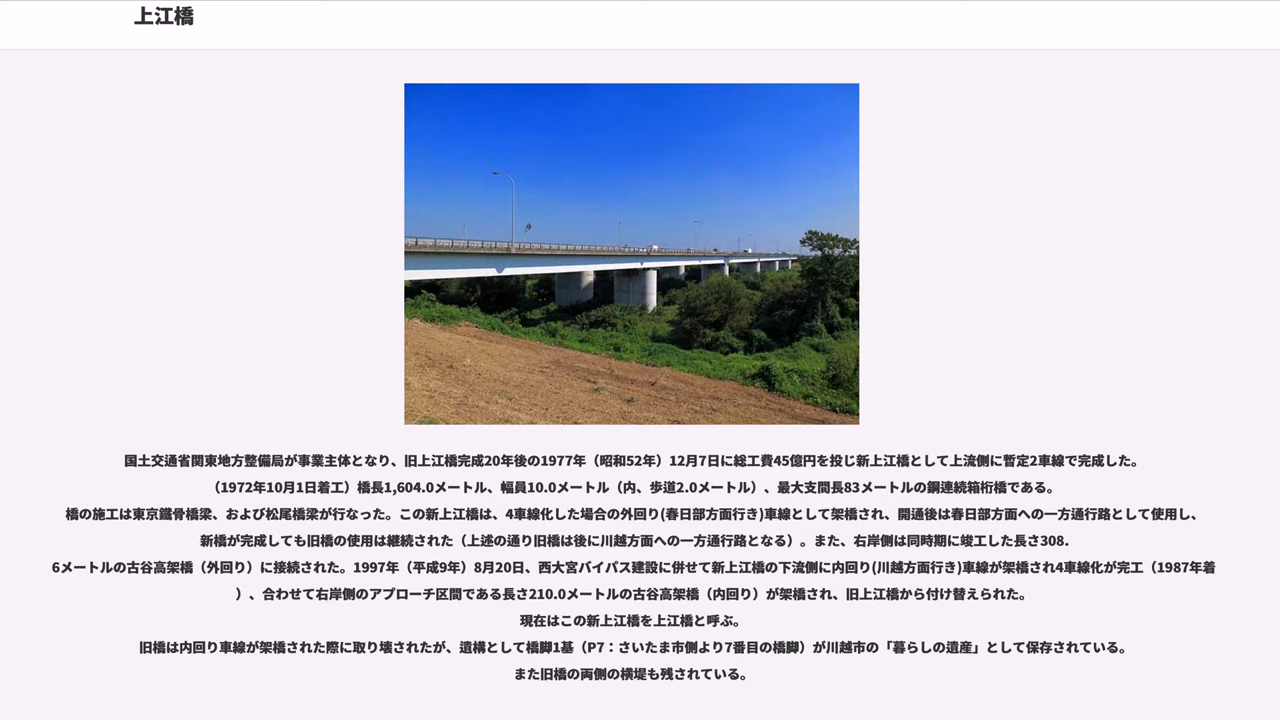 上江橋
国土交通省関東地方整備局が事業主体となり、旧上江橋完成20年後の1977年（昭和52年）12月7日に総工費45億円を投じ新上江橋として上流側に暫定2車線で完成した。
（1972年10月1日着工）橋長1,604.0メートル、幅員10.0メートル（内、歩道2.0メートル）、最大支間長83メートルの鋼連続箱桁橋である。
橋の施工は東京鐵骨橋梁、および松尾橋梁が行なった。この新上江橋は、4車線化した場合の外回り(春日部方面行き)車線として架橋され、開通後は春日部方面への一方通行路として使用し、
新橋が完成しても旧橋の使用は継続された（上述の通り旧橋は後に川越方面への一方通行路となる）。また、右岸側は同時期に竣工した長さ308.
6メートルの古谷高架橋（外回り）に接続された。1997年（平成9年）8月20日、西大宮バイパス建設に併せて新上江橋の下流側に内回り(川越方面行き)車線が架橋され4車線化が完工（1987年着
）、合わせて右岸側のアプローチ区間である長さ210.0メートルの古谷高架橋（内回り）が架橋され、旧上江橋から付け替えられた。
現在はこの新上江橋を上江橋と呼ぶ。
旧橋は内回り車線が架橋された際に取り壊されたが、遺構として橋脚1基（P7：さいたま市側より7番目の橋脚）が川越市の「暮らしの遺産」として保存されている。
また旧橋の両側の横堤も残されている。